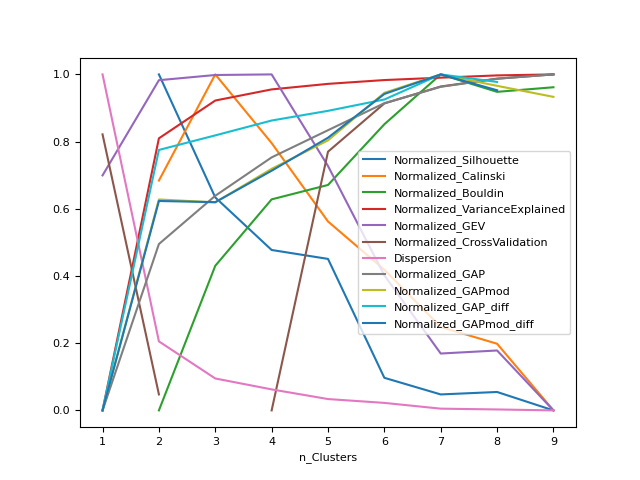 1.0
0.8
0.6
0.4
0.2
0.0
Normalized_Silhouette
Normalized_Calinski
Normalized_Bouldin
Normalized_VarianceExplained
Normalized_GEV
Normalized_CrossValidation
Dispersion
Normalized_GAP
Normalized_GAPmod
Normalized_GAP_diff
Normalized_GAPmod_diff
1 2 3 4 5 6 7 8 9
n_Clusters